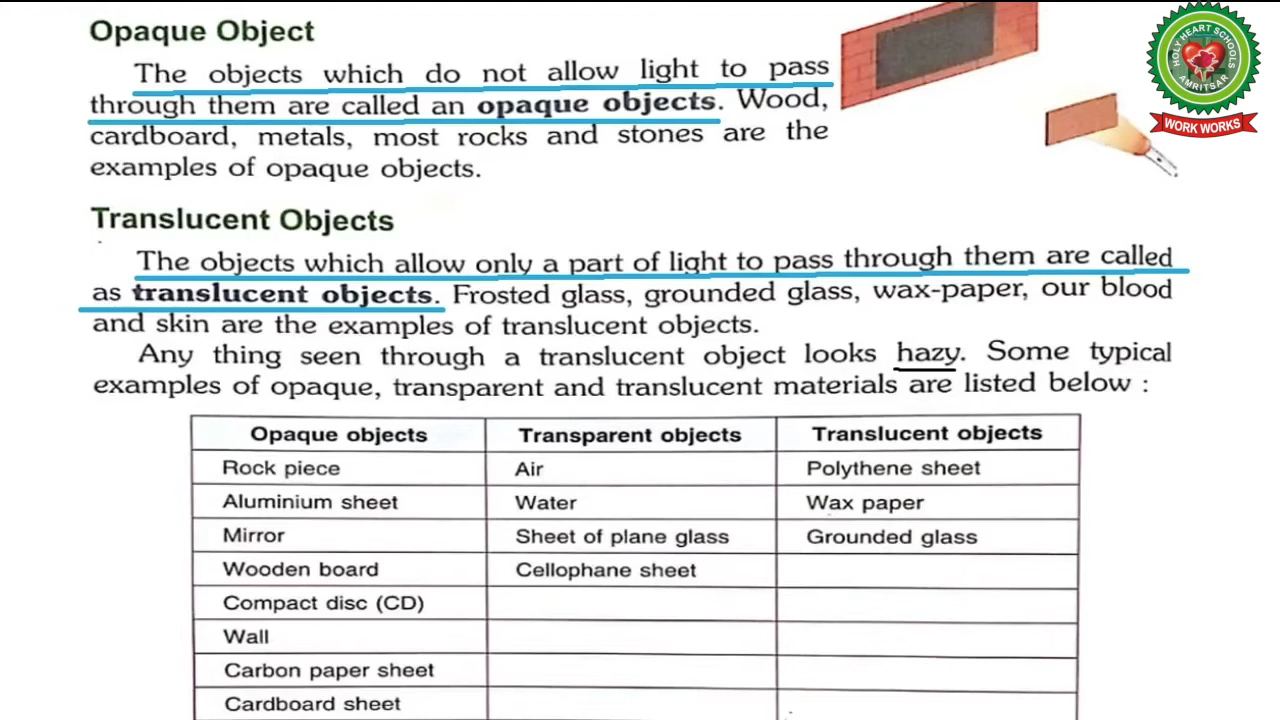 Opaque Object
The objects which do not allow light to pass
through them are called an opaque objects. Wood,
cardboard, metals, most rocks and stones are the
examples of opaque objects.
HOLY HEART SCHOOLS
AMRITSAR
WORK WORKS
Translucent Objects
The objects which allow only a part of light to pass through them are called
as translucent objects. Frosted glass, grounded glass, wax-paper, our blood
and skin are the examples of translucent objects.
Any thing seen through a translucent object looks hazy. Some typical
examples of opaque, transparent and translucent materials are listed below :
Opaque objects Transparent objects Translucent objects
Rock piece Air Polythene sheet
Aluminium sheet Water Wax paper
Mirror Sheet of plane glass Grounded glass
Wooden board Cellophane sheet
Compact disc (CD)
Wall
Carbon paper sheet
Cardboard sheet